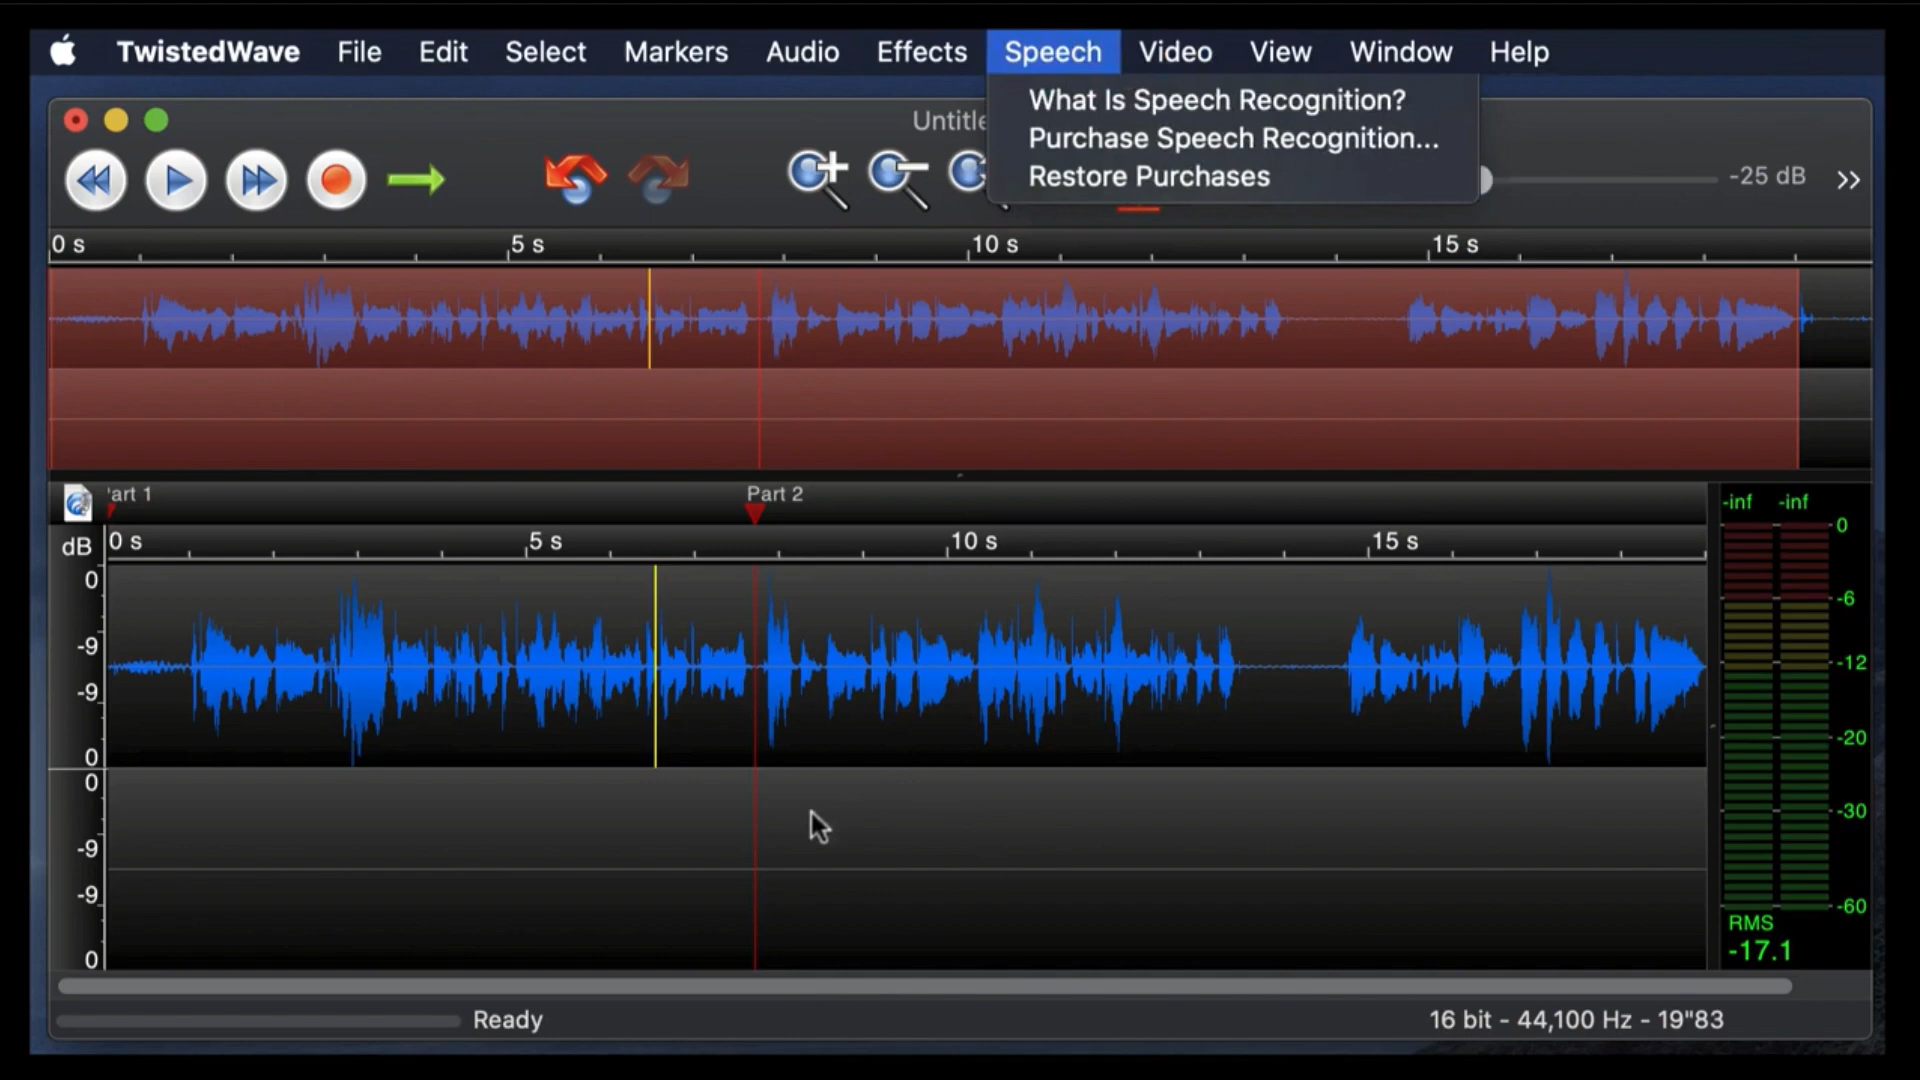 TwistedWave File Edit Select Markers Audio Effects Speech Video View Window Help
What Is Speech Recognition?
Purchase Speech Recognition...
Restore Purchases
Untitle
-25 dB
0 s 5 s 10 s 15 s
'art 1 Part 2
-inf -inf
dB 0 s 5 s 10 s 15 s
0
-9
-9
0
0
-9
-9
0
0
-6
-12
-20
-30
-60
RMS
-17.1
Ready
16 bit - 44,100 Hz - 19"83